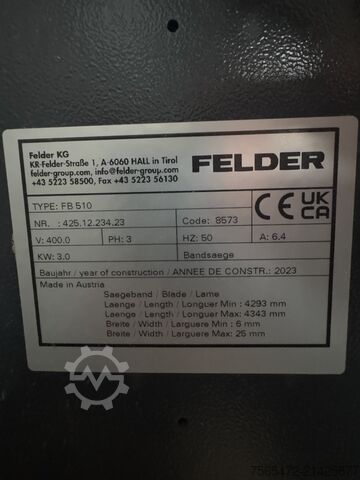 Felder KG
KR-Felder-Straße 1, A-6060 HALL in Tirol
felder-group.com, info@felder-group.com
+43 5223 58500, Fax +43 5223 56130
FELDER
TYPE: FB 510
NR.: 425.12.234.23 Code: 8573
V: 400.0 PH: 3 HZ: 50 A: 6.4
KW: 3.0 Bandsaege
CE UK CA
Baujahr / year of construction / ANNEE DE CONSTR.: 2023
Made in Austria
Saegeband / Blade / Lame
Laenge / Length / Longuer Min : 4293 mm
Laenge / Length / Longuer Max: 4343 mm
Breite / Width / Larguere Min : 6 mm
Breite / Width / Larguere Max: 25 mm